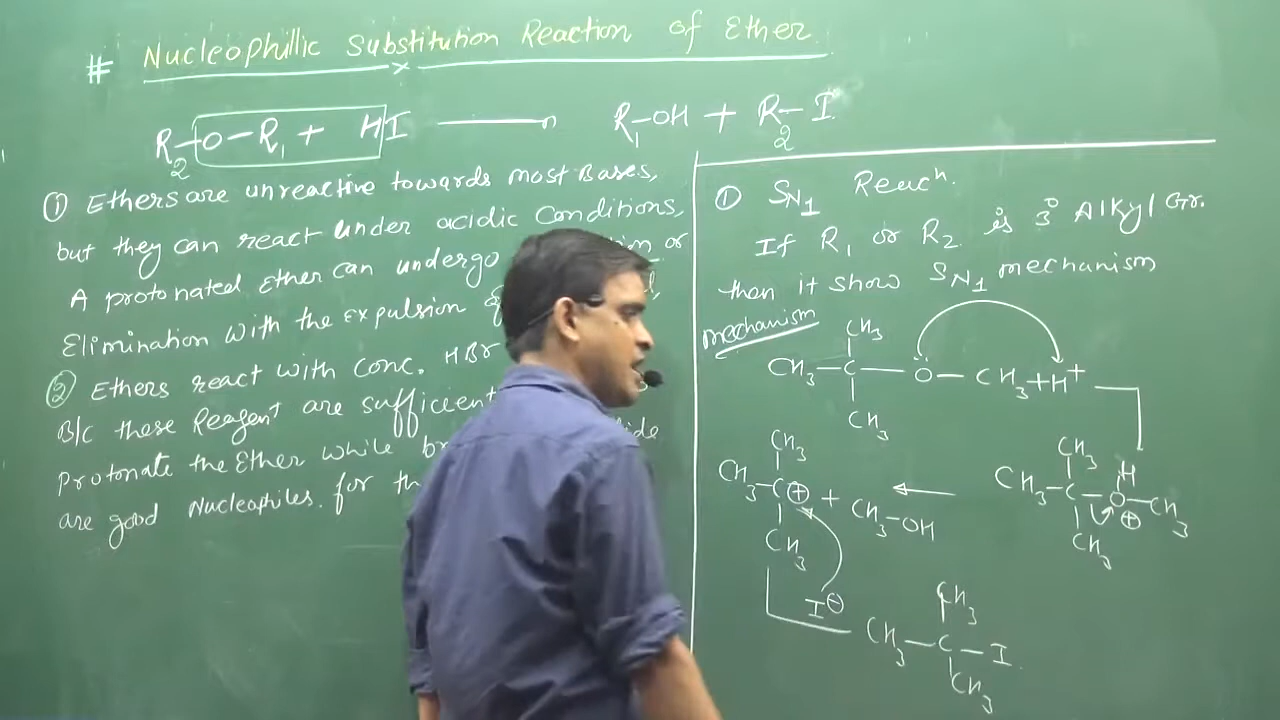 # Nucleophillic Substitution Reaction of Ether
R2-O-R1 + HI ⟶ R1-OH + R2-I
① Ethers are unreactive towards most Bases,
but they can react under acidic Conditions,
A protonated Ether can undergo or
Elimination with the Expulsion
② Ethers react with Conc. HBr
B/C these Reagent are sufficient
Protonate the Ether while
are good Nucleophiles. for
① SN1 Reacⁿ.
If R1 or R2 is 3° Alkyl Gr.
then it show SN1 mechanism
mechanism
CH3
CH3-C-O-CH3+H⁺
CH3
CH3
CH3-C-O-CH3
H
⊕
CH3
CH3
CH3-C⊕ + CH3-OH
CH3
I⊖
CH3
CH3-C-I
CH3